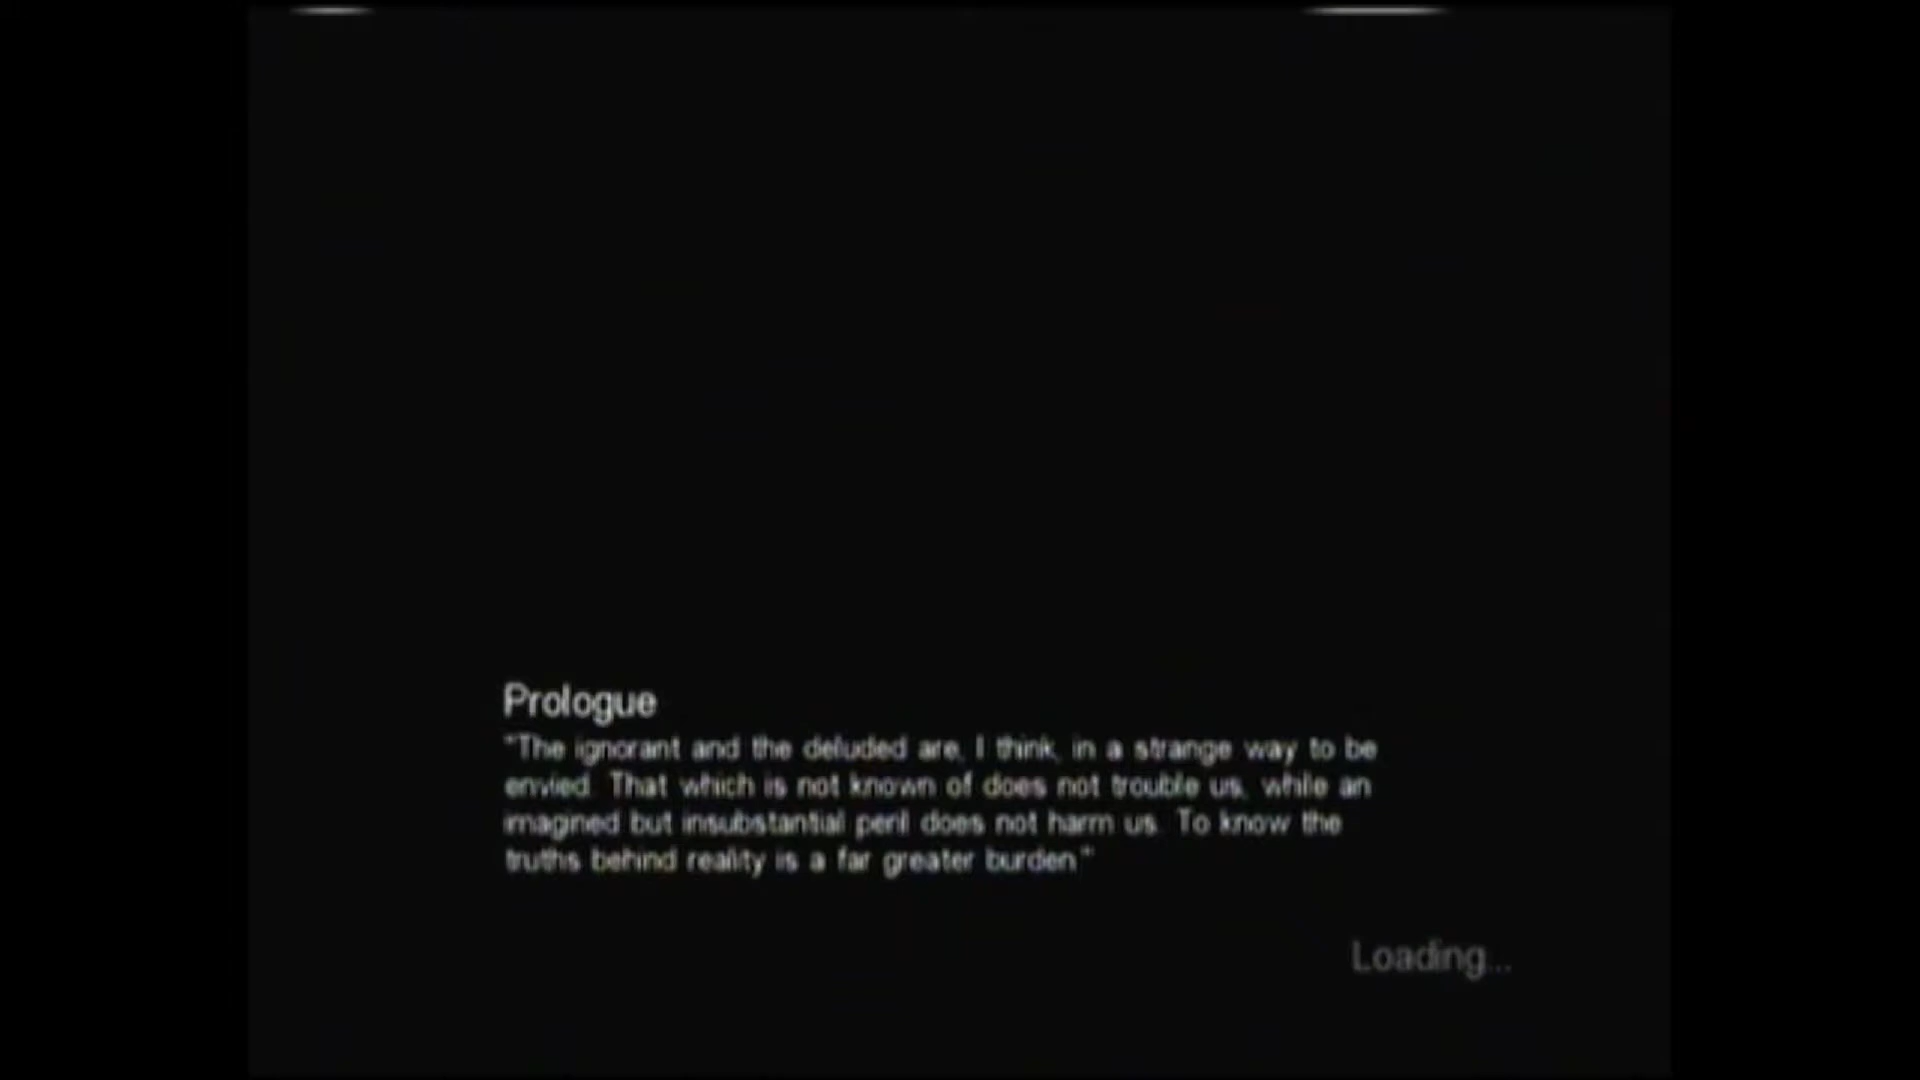 Prologue
"The ignorant and the deluded are, I think, in a strange way to be
envied. That which is not known of does not trouble us, while an
imagined but insubstantial peril does not harm us. To know the
truths behind reality is a far greater burden."
Loading...